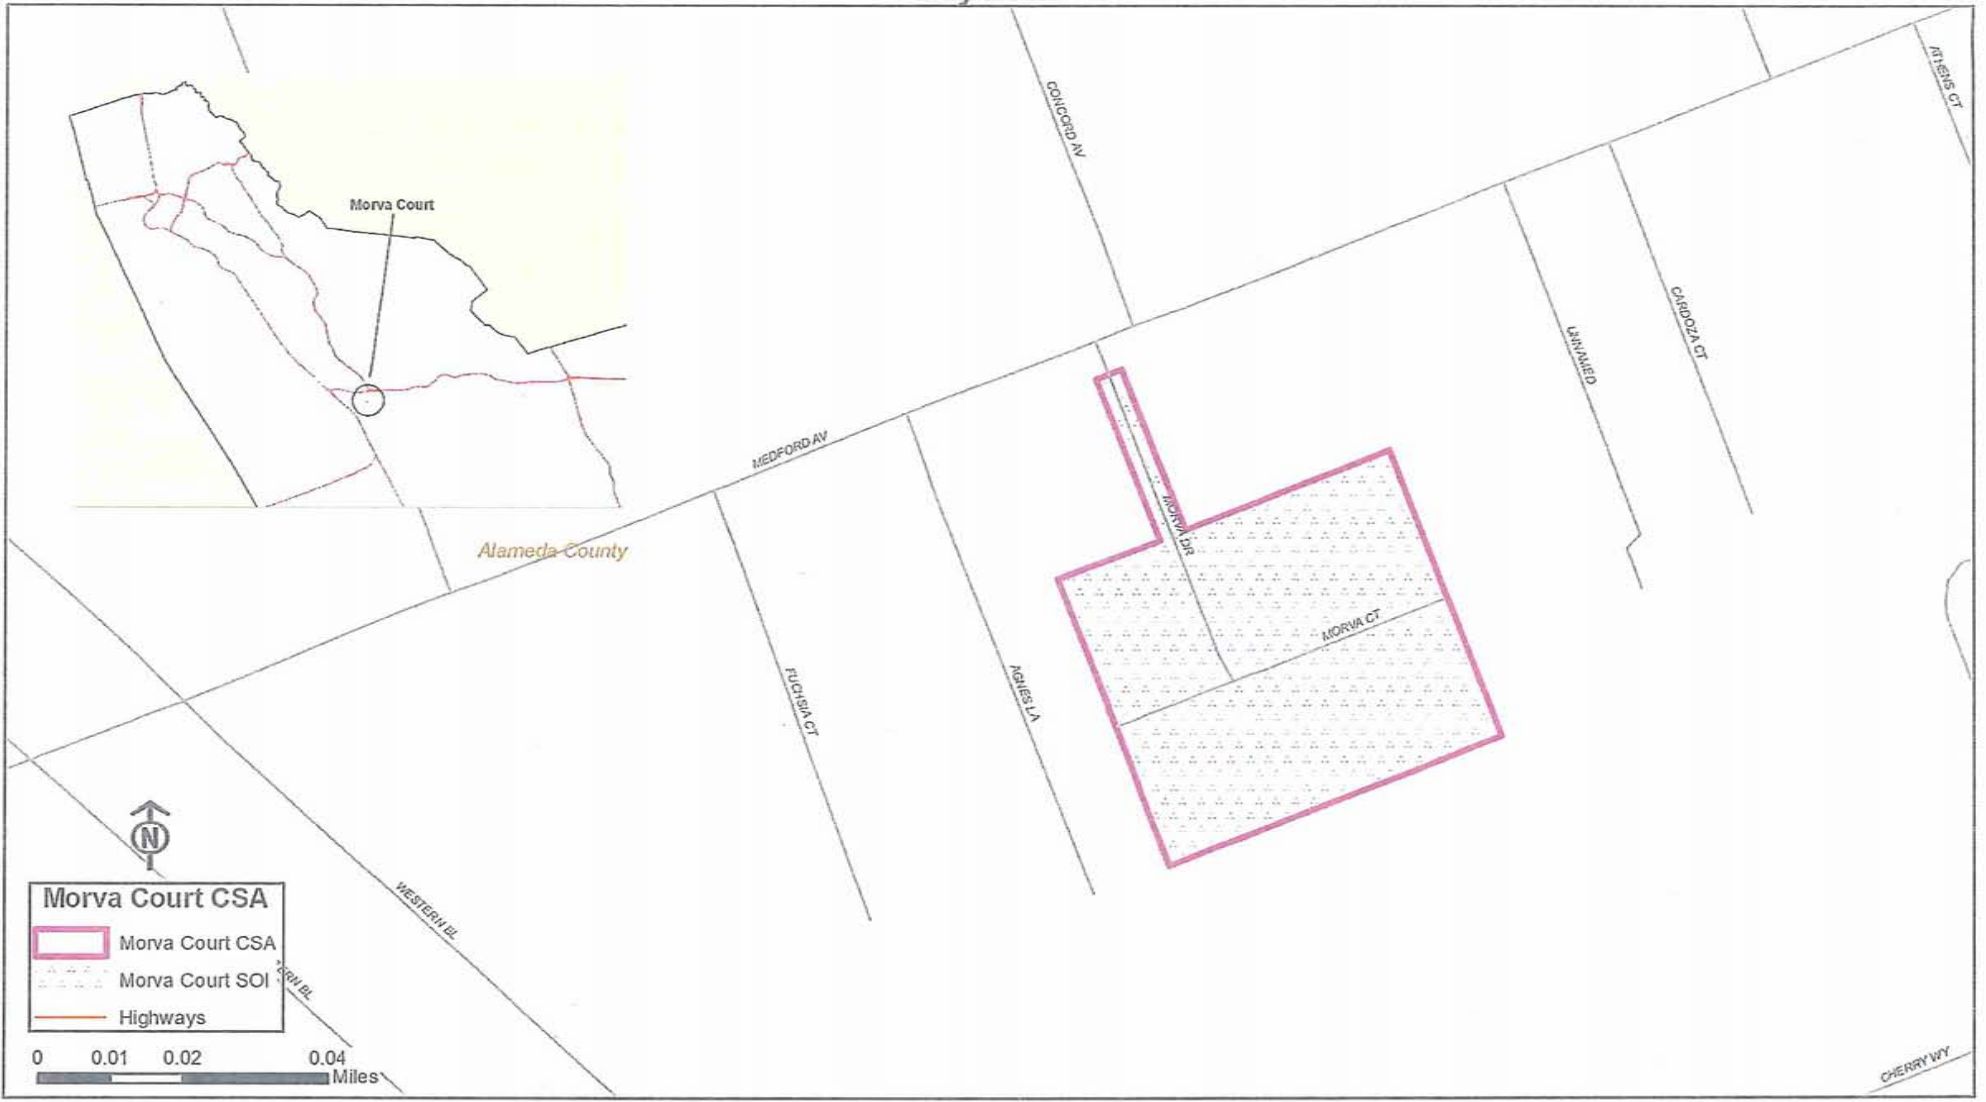 CONCORD AV
ATHENS CT
Morva Court
UNNAMED
CARDOZA CT
MEDFORD AV
MORVA DR
Alameda County
MORVA CT
FUCHSIA CT
AGNES LA
N
WESTERN BL
Morva Court CSA
Morva Court CSA
Morva Court SOI
ERN BL
Highways
0 0.01 0.02 0.04
Miles
CHERRY WY